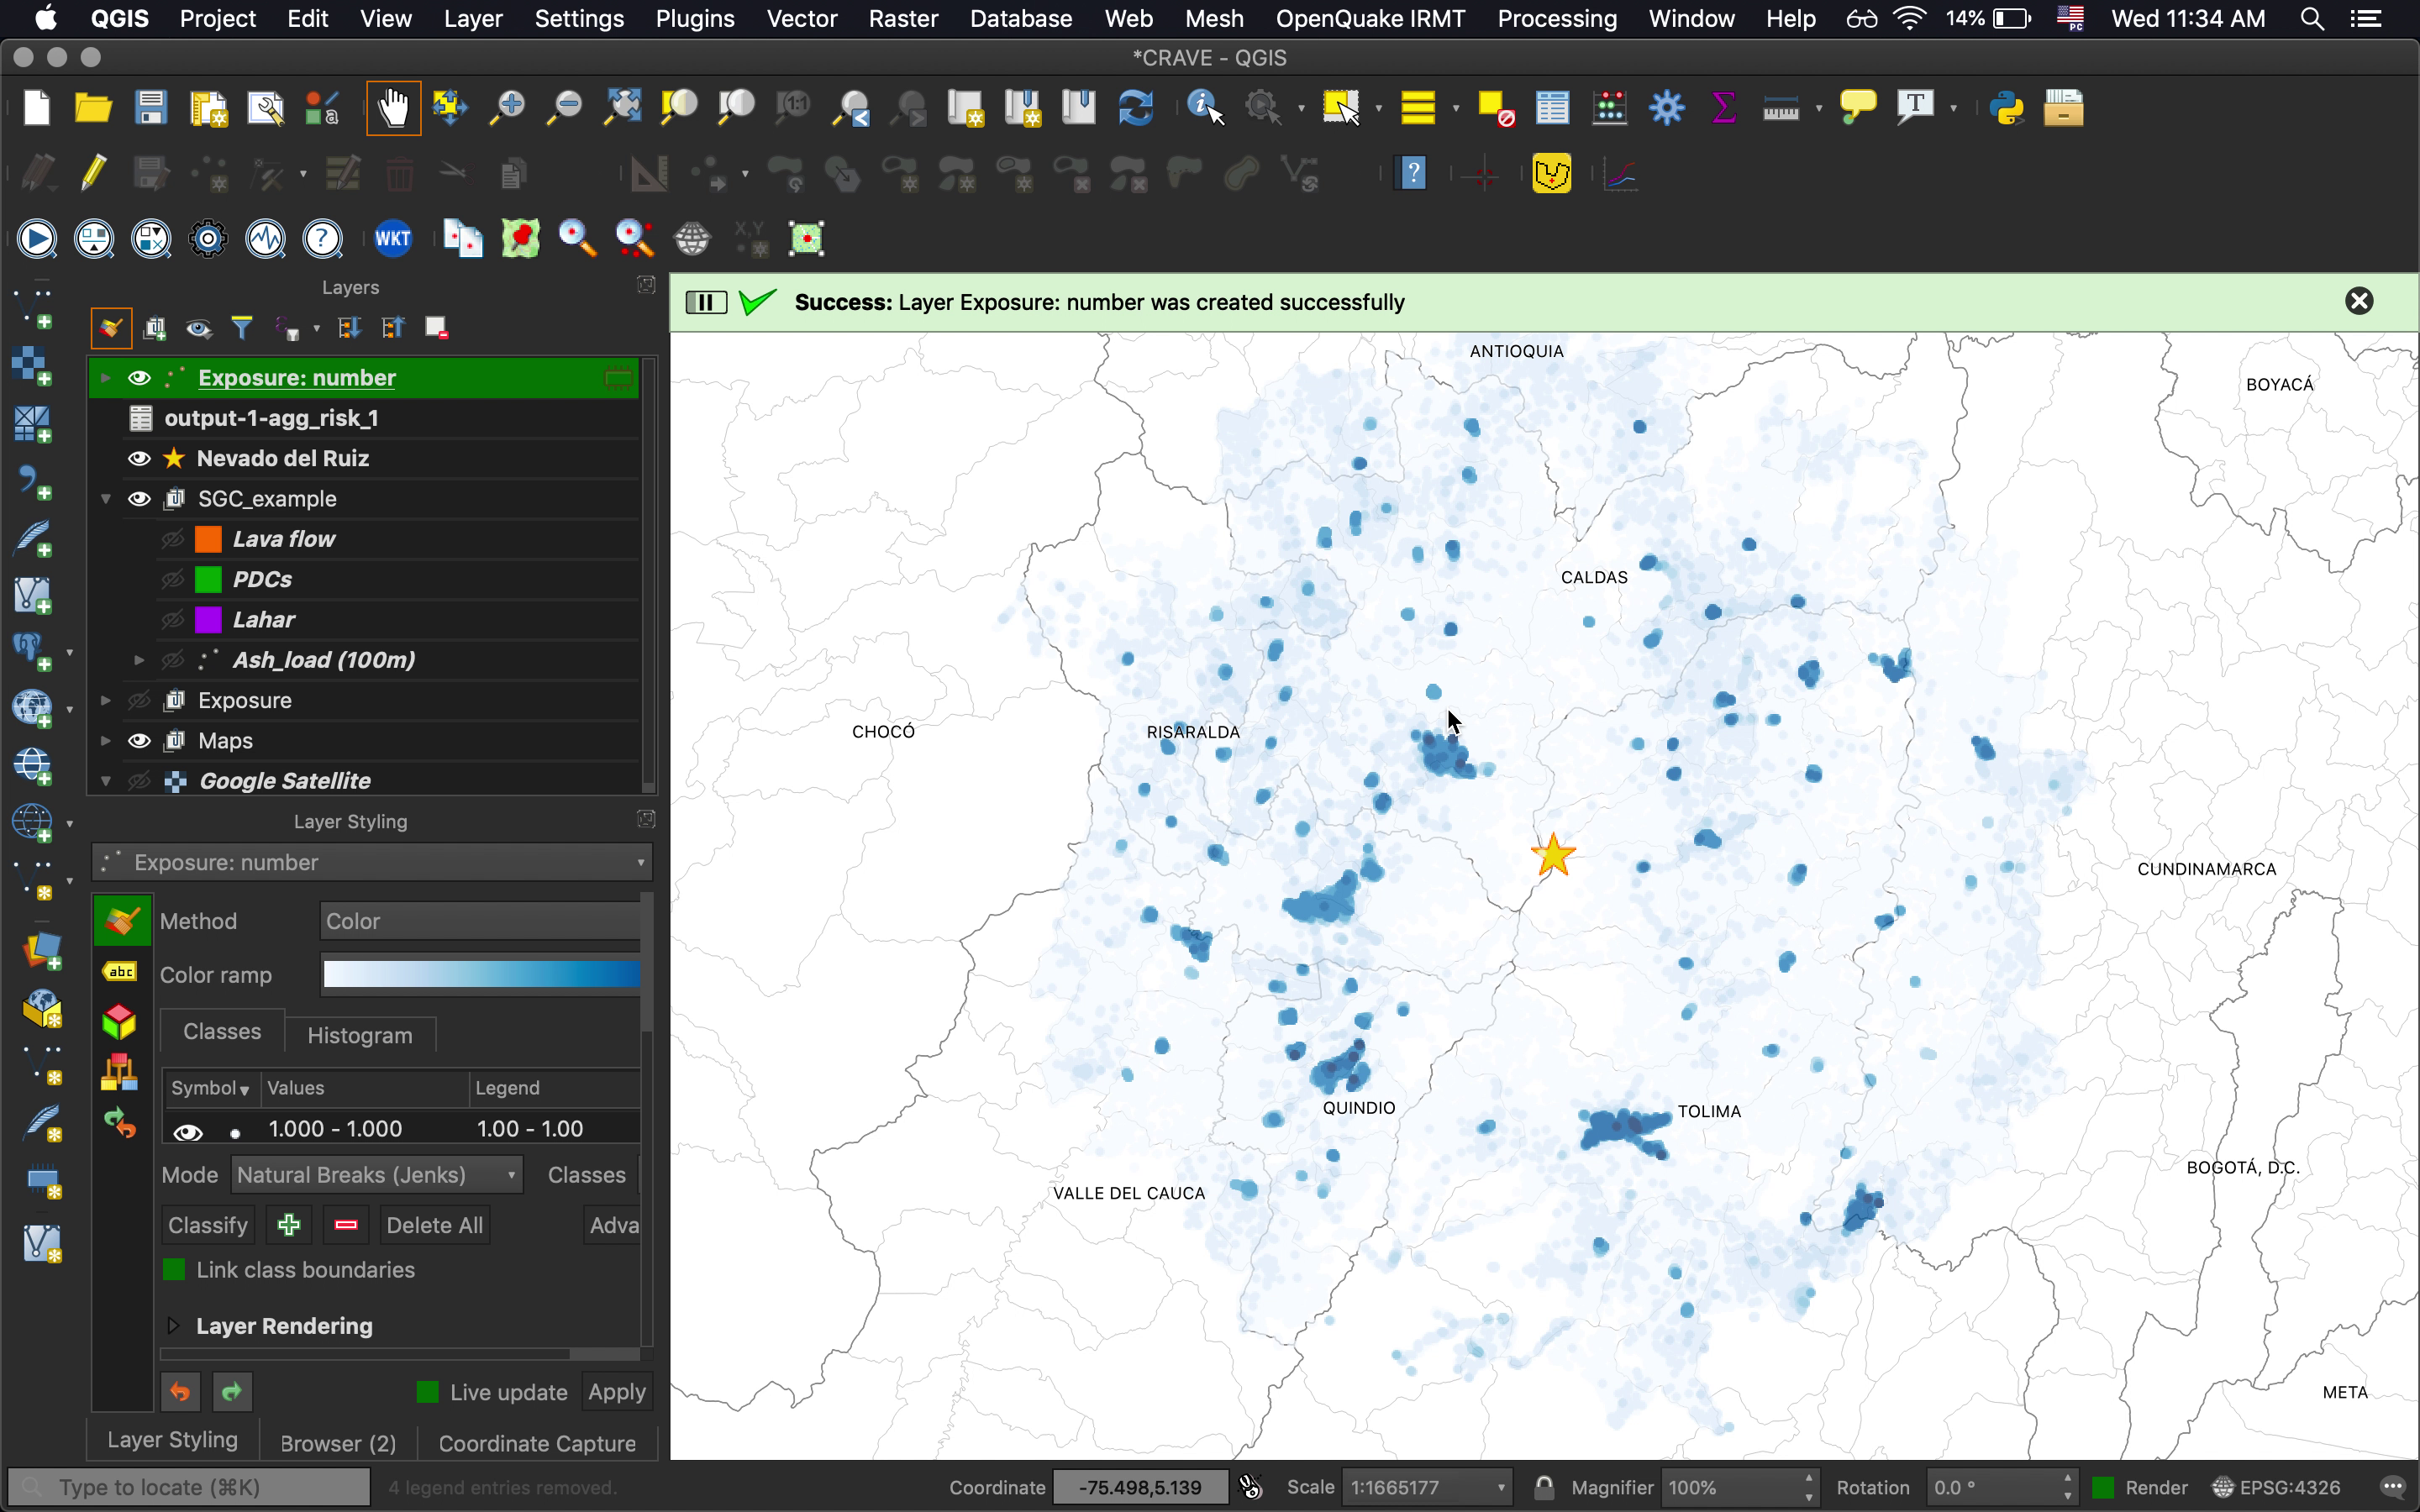 QGIS Project Edit View Layer Settings Plugins Vector Raster Database Web Mesh OpenQuake IRMT Processing Window Help 14% Wed 11:34 AM
*CRAVE - QGIS
1:1
T
?
? WKT X,Y
Layers
Success: Layer Exposure: number was created successfully
Exposure: number
output-1-agg_risk_1
Nevado del Ruiz
SGC_example
Lava flow
PDCs
Lahar
Ash_load (100m)
Exposure
Maps
Google Satellite
ANTIOQUIA
BOYACÁ
CALDAS
CHOCÓ
RISARALDA
CUNDINAMARCA
QUINDIO
TOLIMA
BOGOTÁ, D.C.
VALLE DEL CAUCA
META
Layer Styling
Exposure: number
Method Color
abc
Color ramp
Classes Histogram
Symbol Values Legend
1.000 - 1.000 1.00 - 1.00
Mode Natural Breaks (Jenks) Classes
Classify Delete All Adva
Link class boundaries
Layer Rendering
Live update Apply
Layer Styling Browser (2) Coordinate Capture
Type to locate (⌘K) 4 legend entries removed. Coordinate -75.498,5.139 Scale 1:1665177 Magnifier 100% Rotation 0.0 ° Render EPSG:4326